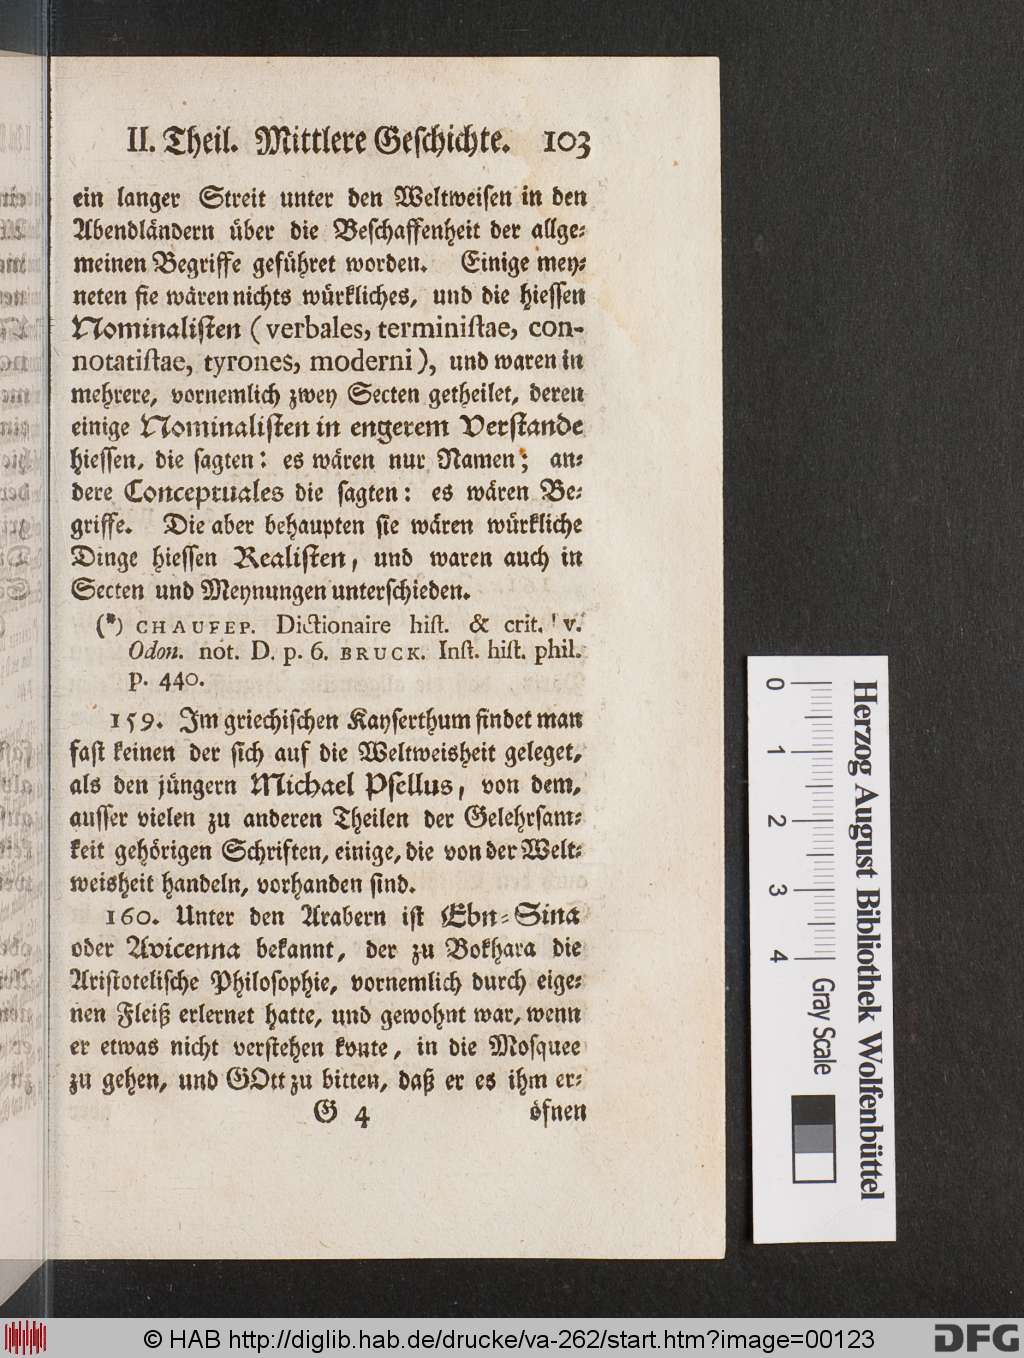 II. Theil. Mittlere Geschichte. 103
ein langer Streit unter den Weltweisen in den
Abendländern über die Beschaffenheit der allge-
meinen Begriffe geführet worden. Einige mey-
neten sie wären nichts würkliches, und die hiessen
Nominalisten (verbales, terministae, con-
notatistae, tyrones, moderni), und waren in
mehrere, vornemlich zwey Secten getheilet, deren
einige Nominalisten in engerem Verstande
hiessen, die sagten: es wären nur Namen; an-
dere Conceptuales die sagten: es wären Be-
griffe. Die aber behaupten sie wären würkliche
Dinge hiessen Realisten, und waren auch in
Secten und Meynungen unterschieden.
(*) CHAUFEP. Dictionaire hist. & crit. v.
Odon. not. D. p. 6. BRUCK. Inst. hist. phil.
p. 440.
159. Im griechischen Kayserthum findet man
fast keinen der sich auf die Weltweisheit geleget,
als den jüngern Michael Psellus, von dem,
ausser vielen zu anderen Theilen der Gelehrsam-
keit gehörigen Schriften, einige, die von der Welt-
weisheit handeln, vorhanden sind.
160. Unter den Arabern ist Ebn-Sina
oder Avicenna bekannt, der zu Bokhara die
Aristotelische Philosophie, vornemlich durch eige-
nen Fleiß erlernet hatte, und gewohnt war, wenn
er etwas nicht verstehen konte, in die Mosquee
zu gehen, und GOtt zu bitten, daß er es ihm er-
G 4 öfnen
0 1 2 3 4
Gray Scale
Herzog August Bibliothek Wolfenbüttel
© HAB http://diglib.hab.de/drucke/va-262/start.htm?image=00123
DFG